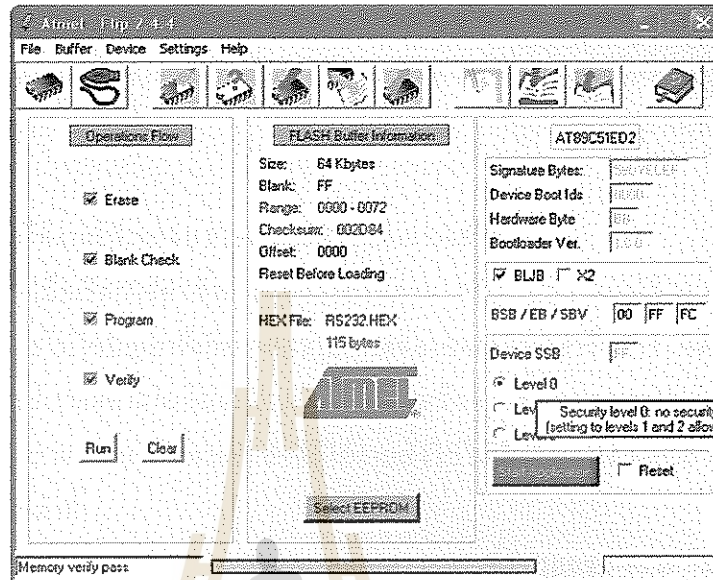 Atmel Flip 2.4.4
File Buffer Device Settings Help
Operations Flow
Erase
Blank Check
Program
Verify
Run Clear
FLASH Buffer Information
Size: 64 Kbytes
Blank: FF
Range: 0000 - 0072
Checksum: 002D84
Offset: 0000
Reset Before Loading
HEX File: RS232.HEX
115 bytes
ATMEL
Select EEPROM
AT89C51ED2
Signature Bytes:
Device Boot Ids
Hardware Byte
Bootloader Ver.
BLJB X2
BSB / EB / SBV 00 FF FC
Device SSB FF
Level 0
Security level 0: no securit
(setting to levels 1 and 2 allow
Reset
Memory verify pass